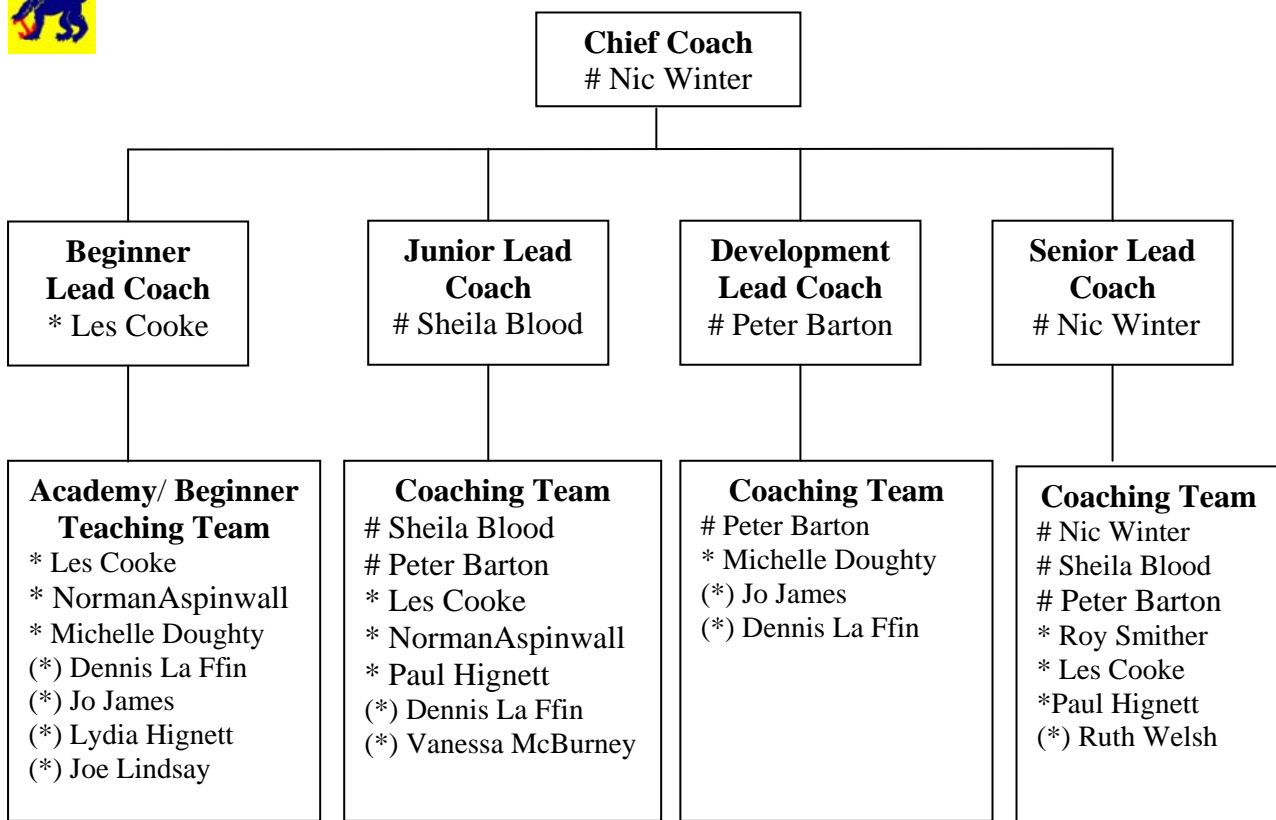 Chief Coach
# Nic Winter
Beginner
Lead Coach
* Les Cooke
Junior Lead
Coach
# Sheila Blood
Development
Lead Coach
# Peter Barton
Senior Lead
Coach
# Nic Winter
Academy/ Beginner
Teaching Team
* Les Cooke
* NormanAspinwall
* Michelle Doughty
(*) Dennis La Ffin
(*) Jo James
(*) Lydia Hignett
(*) Joe Lindsay
Coaching Team
# Sheila Blood
# Peter Barton
* Les Cooke
* NormanAspinwall
* Paul Hignett
(*) Dennis La Ffin
(*) Vanessa McBurney
Coaching Team
# Peter Barton
* Michelle Doughty
(*) Jo James
(*) Dennis La Ffin
Coaching Team
# Nic Winter
# Sheila Blood
# Peter Barton
* Roy Smither
* Les Cooke
*Paul Hignett
(*) Ruth Welsh